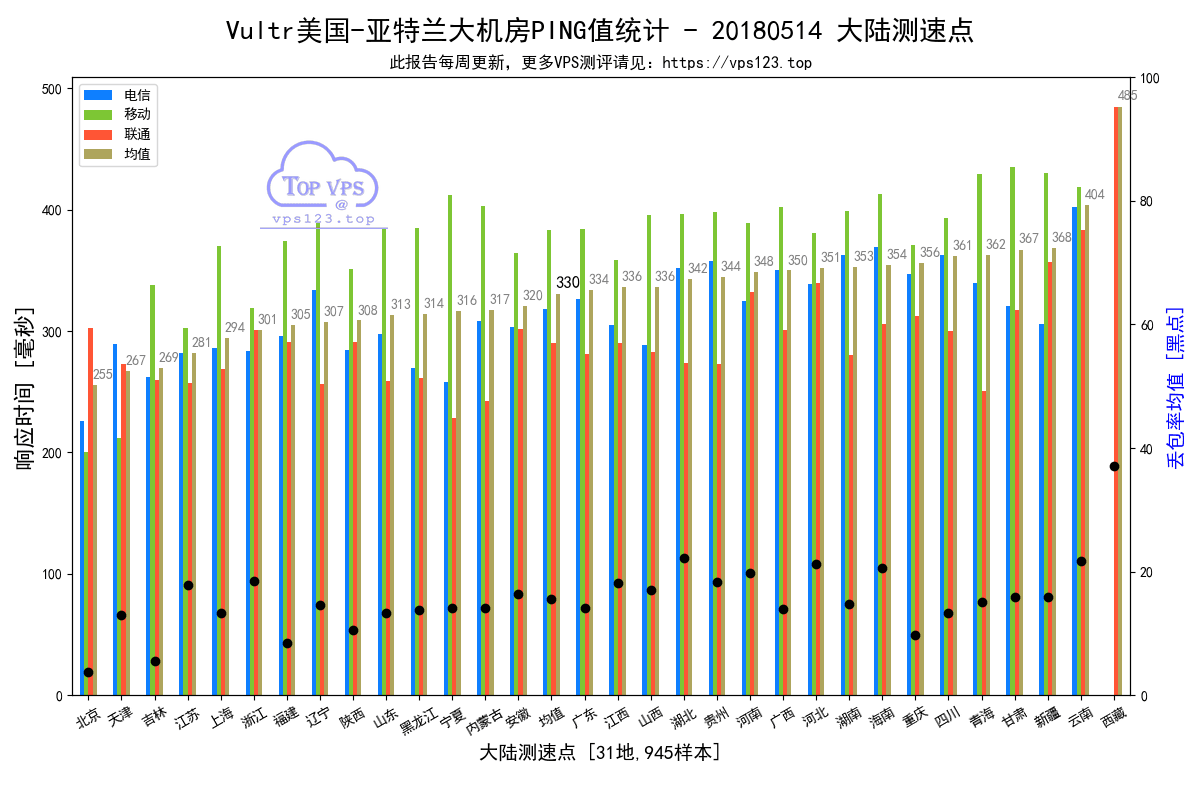 Vultr美国-亚特兰大机房PING值统计 - 20180514 大陆测速点
此报告每周更新，更多VPS测评请见：https://vps123.top
电信
移动
联通
均值
TOP VPS
@
vps123.top
响应时间 [毫秒]
500
400
300
200
100
0
255
267
269
281
294
301
305
307
308
313
314
316
317
320
330
334
336
336
342
344
348
350
351
353
354
356
361
362
367
368
404
485
100
80
60
40
20
0
丢包率均值 [黑点]
北京
天津
吉林
江苏
上海
浙江
福建
辽宁
陕西
山东
黑龙江
宁夏
内蒙古
安徽
均值
广东
江西
山西
湖北
贵州
河南
广西
河北
湖南
海南
重庆
四川
青海
甘肃
新疆
云南
西藏
大陆测速点 [31地,945样本]